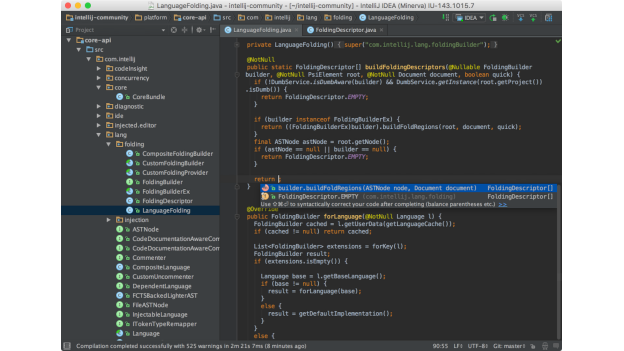 LanguageFolding.java - intellij-community - [~/intellij-community] - IntelliJ IDEA (Minerva) IU-143.1015.7
intellij-community platform core-api src com intellij lang folding LanguageFolding IDEA
Project
LanguageFolding.java FoldingDescriptor.java
core-api
src
com.intellij
codeInsight
concurrency
core
CoreBundle
diagnostic
ide
injected.editor
lang
folding
CompositeFoldingBuilder
CustomFoldingBuilder
CustomFoldingProvider
FoldingBuilder
FoldingBuilderEx
FoldingDescriptor
LanguageFolding
injection
ASTNode
CodeDocumentationAwareCom
CodeDocumentationAwareCom
Commenter
CompositeLanguage
CustomUncommenter
DependentLanguage
FCTSBackedLighterAST
FileASTNode
InjectableLanguage
ITokenTypeRemapper
Language
private LanguageFolding() { super("com.intellij.lang.foldingBuilder"); }
@NotNull
public static FoldingDescriptor[] buildFoldingDescriptors(@Nullable FoldingBuilder
builder, @NotNull PsiElement root, @NotNull Document document, boolean quick) {
if (!DumbService.isDumbAware(builder) && DumbService.getInstance(root.getProject())
.isDumb()) {
return FoldingDescriptor.EMPTY;
}
if (builder instanceof FoldingBuilderEx) {
return ((FoldingBuilderEx)builder).buildFoldRegions(root, document, quick);
}
final ASTNode astNode = root.getNode();
if (astNode == null || builder == null) {
return FoldingDescriptor.EMPTY;
}
return
}
builder.buildFoldRegions(ASTNode node, Document document) FoldingDescriptor[]
FoldingDescriptor.EMPTY (com.intellij.lang.folding) FoldingDescriptor[]
Use ⇧⌘⏎ to syntactically correct your code after completing (balance parentheses etc.) >>
@Override
public FoldingBuilder forLanguage(@NotNull Language l) {
FoldingBuilder cached = l.getUserData(getLanguageCache());
if (cached != null) return cached;
List<FoldingBuilder> extensions = forKey(l);
FoldingBuilder result;
if (extensions.isEmpty()) {
Language base = l.getBaseLanguage();
if (base != null) {
result = forLanguage(base);
}
else {
result = getDefaultImplementation();
}
}
else {
Compilation completed successfully with 525 warnings in 2m 21s 7ms (8 minutes ago) 90:55 LF÷ UTF-8÷ Git: master÷